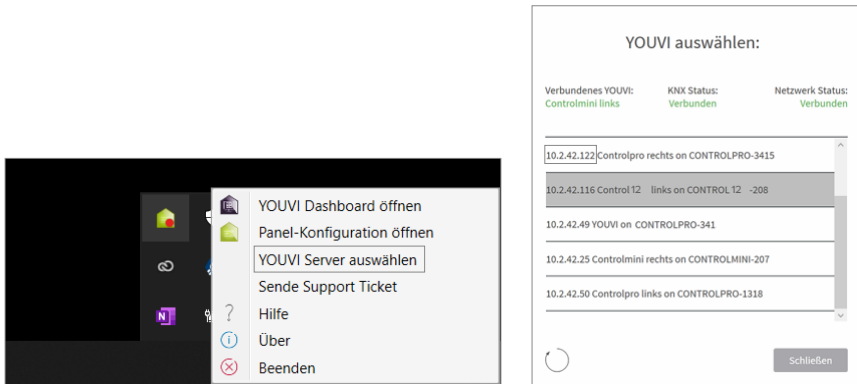 YOUVI Dashboard öffnen
Panel-Konfiguration öffnen
YOUVI Server auswählen
Sende Support Ticket
? Hilfe
i Über
Beenden
N
YOUVI auswählen:
Verbundenes YOUVI: KNX Status: Netzwerk Status:
Controlmini links Verbunden Verbunden
10.2.42.122 Controlpro rechts on CONTROLPRO-3415
10.2.42.116 Control 12 links on CONTROL 12 -208
10.2.42.49 YOUVI on CONTROLPRO-341
10.2.42.25 Controlmini rechts on CONTROLMINI-207
10.2.42.50 Controlpro links on CONTROLPRO-1318
Schließen